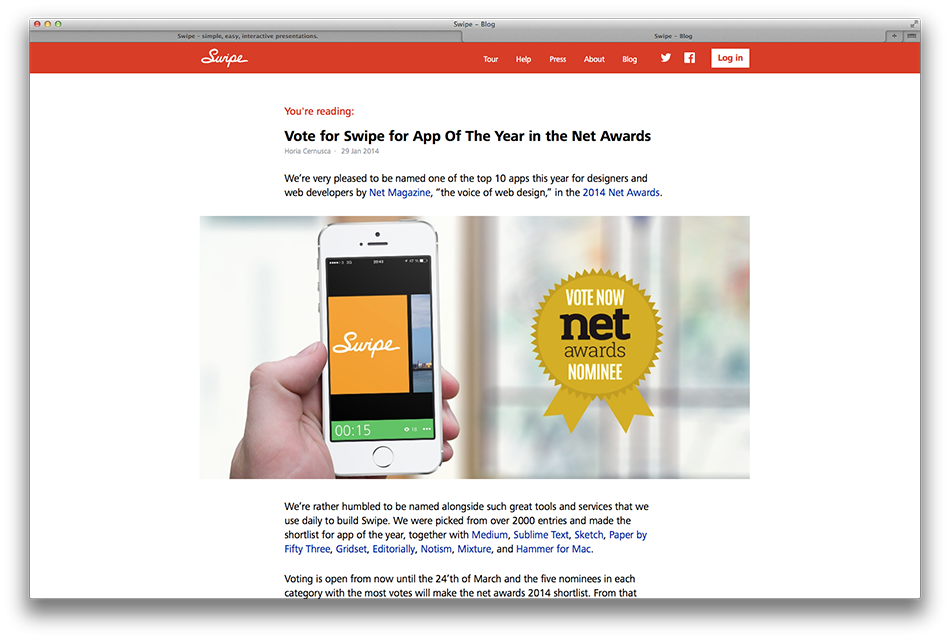 Swipe – Blog
Swipe - simple, easy, interactive presentations.
Swipe – Blog
Swipe
Tour Help Press About Blog Log in
You're reading:
Vote for Swipe for App Of The Year in the Net Awards
Horia Cernusca · 29 Jan 2014
We're very pleased to be named one of the top 10 apps this year for designers and
web developers by Net Magazine, “the voice of web design,” in the 2014 Net Awards.
3G 20:43 47 %
Swipe
00:15
18
VOTE NOW
net
awards
NOMINEE
We're rather humbled to be named alongside such great tools and services that we
use daily to build Swipe. We were picked from over 2000 entries and made the
shortlist for app of the year, together with Medium, Sublime Text, Sketch, Paper by
Fifty Three, Gridset, Editorially, Notism, Mixture, and Hammer for Mac.
Voting is open from now until the 24'th of March and the five nominees in each
category with the most votes will make the net awards 2014 shortlist. From that